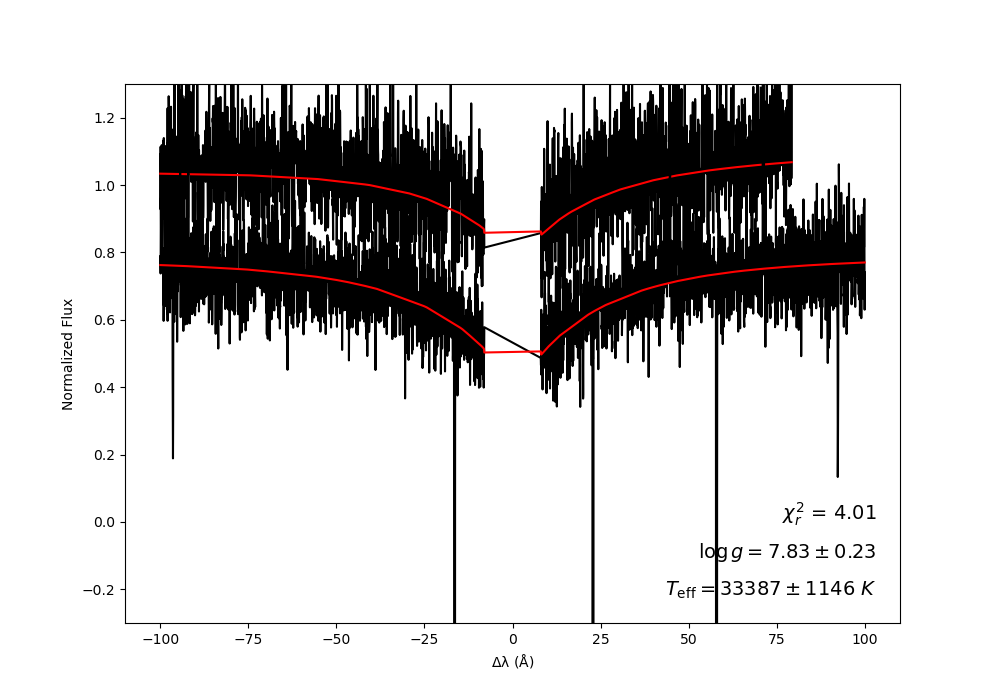 1.2
1.0
0.8
0.6
0.4
0.2
0.0
−0.2
Normalized Flux
χ²ᵣ = 4.01
log g = 7.83 ± 0.23
T_eff = 33387 ± 1146 K
−100 −75 −50 −25 0 25 50 75 100
Δλ (Å)